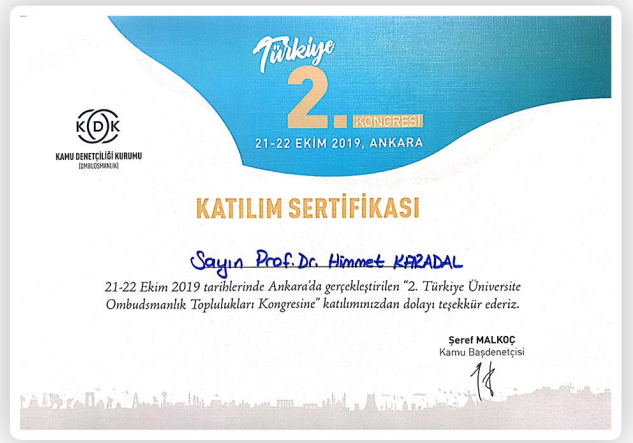 Türkiye
2.
KONGRESİ
21-22 EKİM 2019, ANKARA
KDK
KAMU DENETÇİLİĞİ KURUMU
(OMBUDSMANLIK)
KATILIM SERTİFİKASI
Sayın Prof. Dr. Himmet KARADAL
21-22 Ekim 2019 tarihlerinde Ankara'da gerçekleştirilen "2. Türkiye Üniversite
Ombudsmanlık Toplulukları Kongresine" katılımınızdan dolayı teşekkür ederiz.
Şeref MALKOÇ
Kamu Başdenetçisi